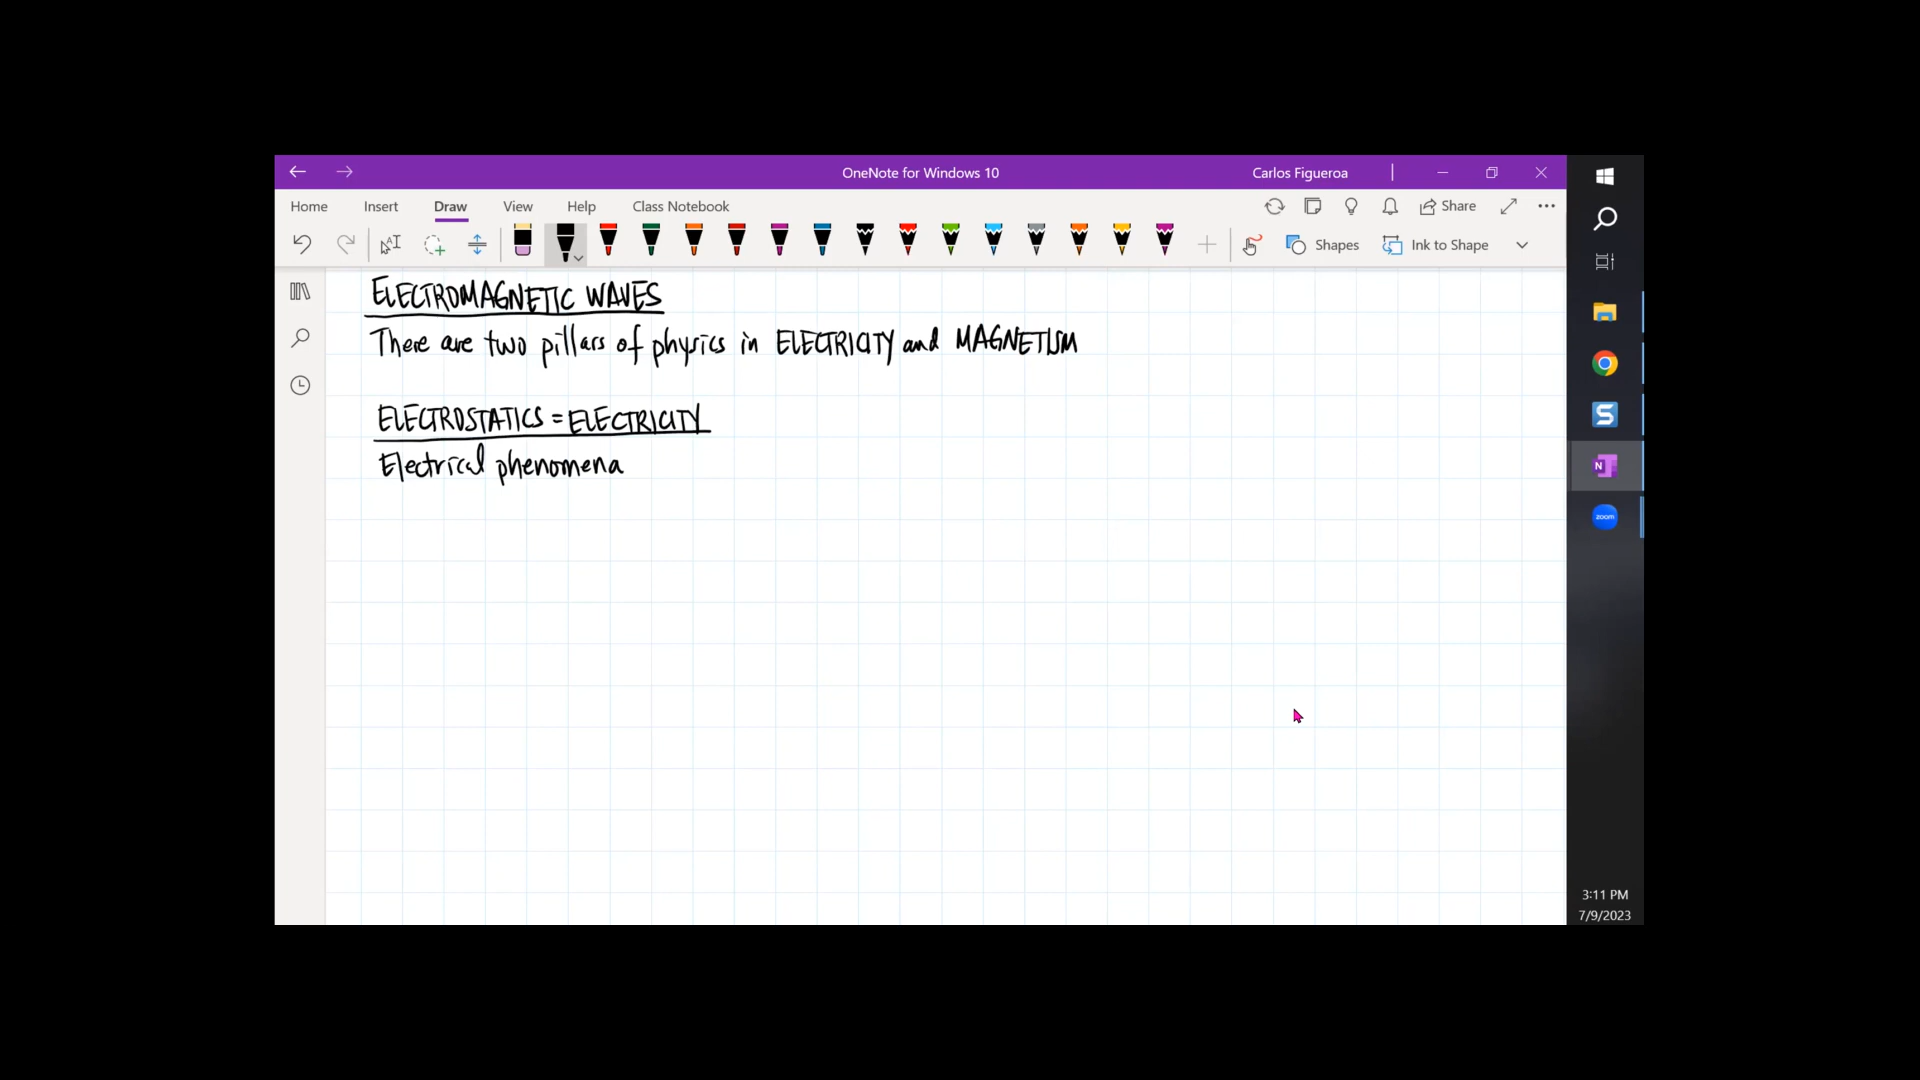 OneNote for Windows 10
Carlos Figueroa
Home Insert Draw View Help Class Notebook
Share
Shapes Ink to Shape
ELECTROMAGNETIC WAVES
There are two pillars of physics in ELECTRICITY and MAGNETISM
ELECTROSTATICS = ELECTRICITY
Electrical phenomena
zoom
3:11 PM
7/9/2023